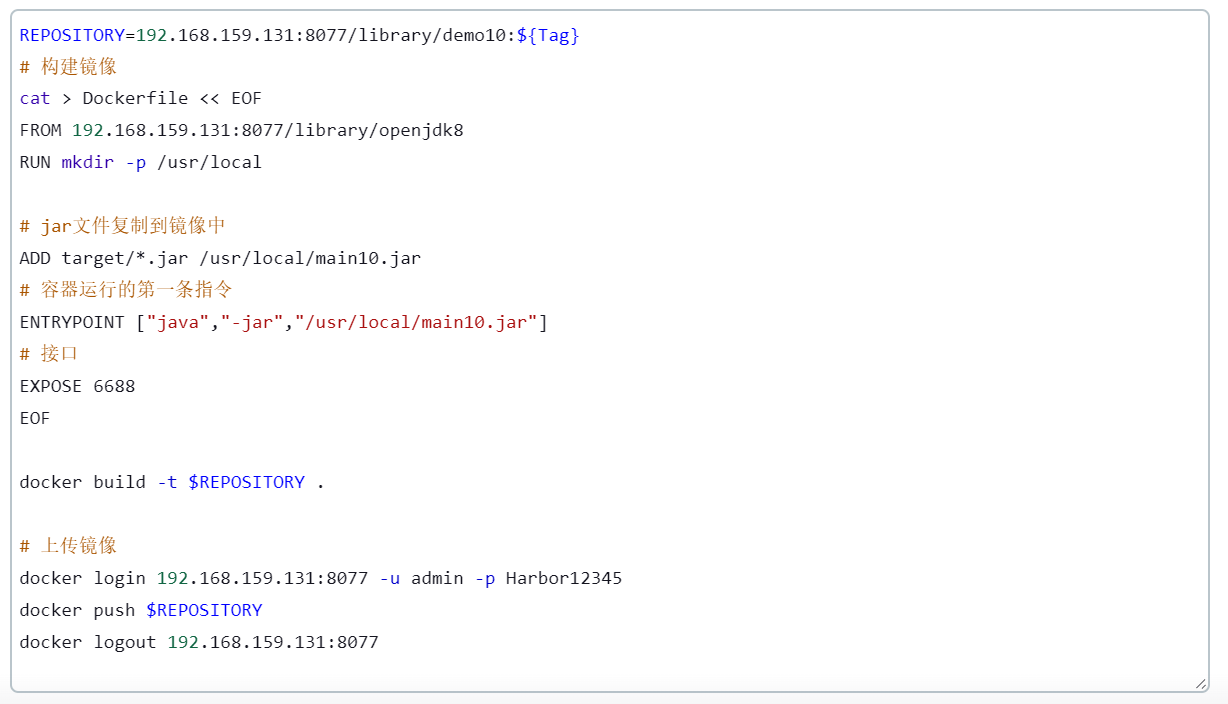 REPOSITORY=192.168.159.131:8077/library/demo10:${Tag}
# 构建镜像
cat > Dockerfile << EOF
FROM 192.168.159.131:8077/library/openjdk8
RUN mkdir -p /usr/local
# jar文件复制到镜像中
ADD target/*.jar /usr/local/main10.jar
# 容器运行的第一条指令
ENTRYPOINT ["java","-jar","/usr/local/main10.jar"]
# 接口
EXPOSE 6688
EOF
docker build -t $REPOSITORY .
# 上传镜像
docker login 192.168.159.131:8077 -u admin -p Harbor12345
docker push $REPOSITORY
docker logout 192.168.159.131:8077